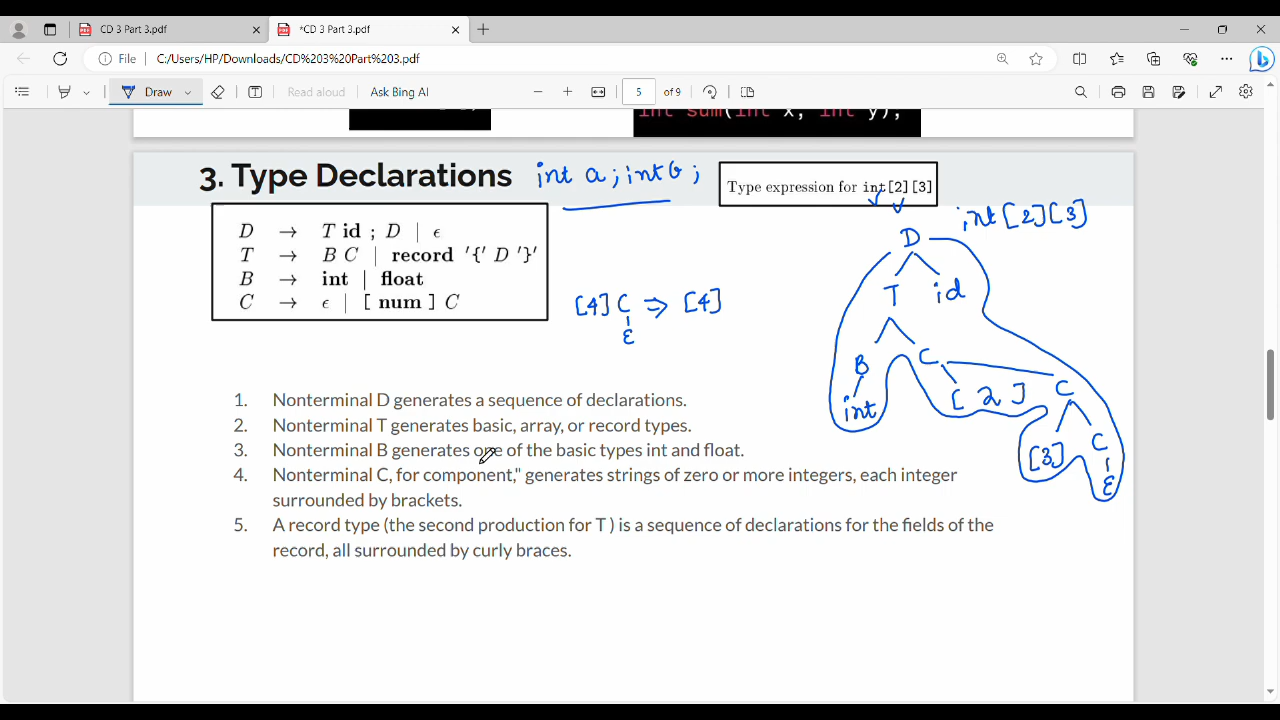 CD 3 Part 3.pdf
*CD 3 Part 3.pdf
File C:/Users/HP/Downloads/CD%203%20Part%203.pdf
Draw
Read aloud
Ask Bing AI
5 of 9
int sum(int x, int y);
3. Type Declarations int a ; int b ;
Type expression for int[2][3]
int[2][3]
D → T id ; D | ϵ
T → B C | record '{' D '}'
B → int | float
C → ϵ | [ num ] C
[4] C ⇒ [4]
ε
D
T id
B C
int [ 2 ] C
[3] C
ε
1. Nonterminal D generates a sequence of declarations.
2. Nonterminal T generates basic, array, or record types.
3. Nonterminal B generates one of the basic types int and float.
4. Nonterminal C, for component," generates strings of zero or more integers, each integer
surrounded by brackets.
5. A record type (the second production for T ) is a sequence of declarations for the fields of the
record, all surrounded by curly braces.